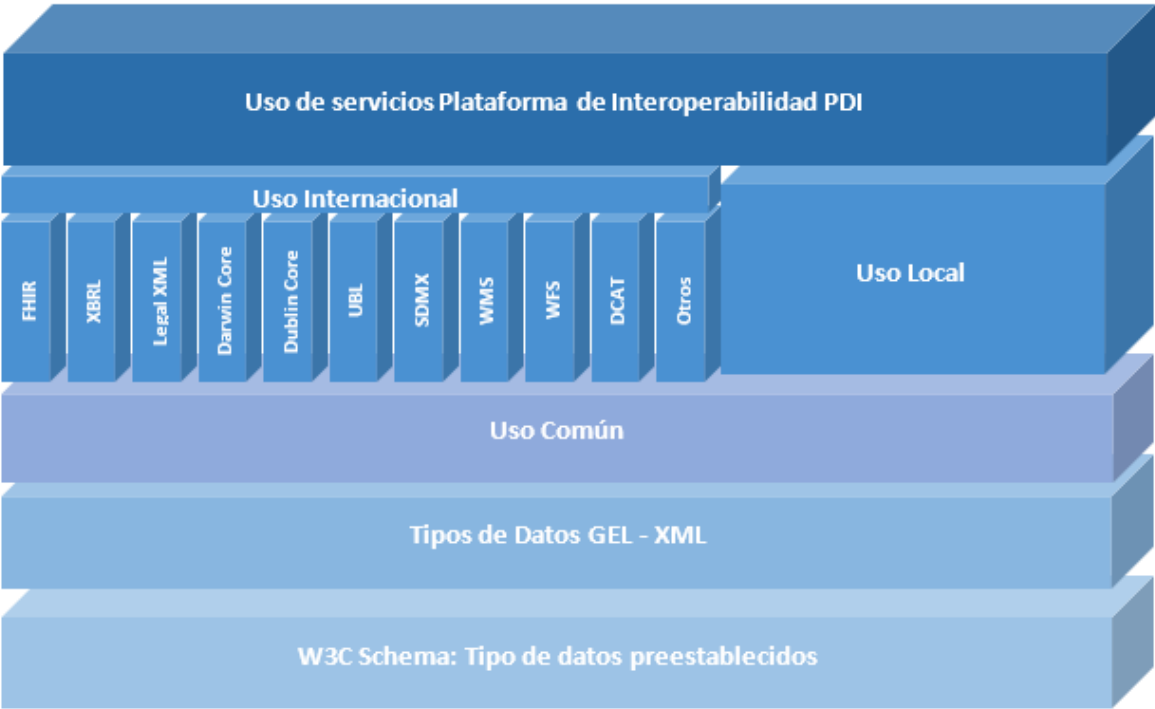 Uso de servicios Plataforma de Interoperabilidad PDI
Uso Internacional
FHIR
XBRL
Legal XML
Darwin Core
Dublin Core
UBL
SDMX
WMS
WFS
DCAT
Otros
Uso Local
Uso Común
Tipos de Datos GEL - XML
W3C Schema: Tipo de datos preestablecidos